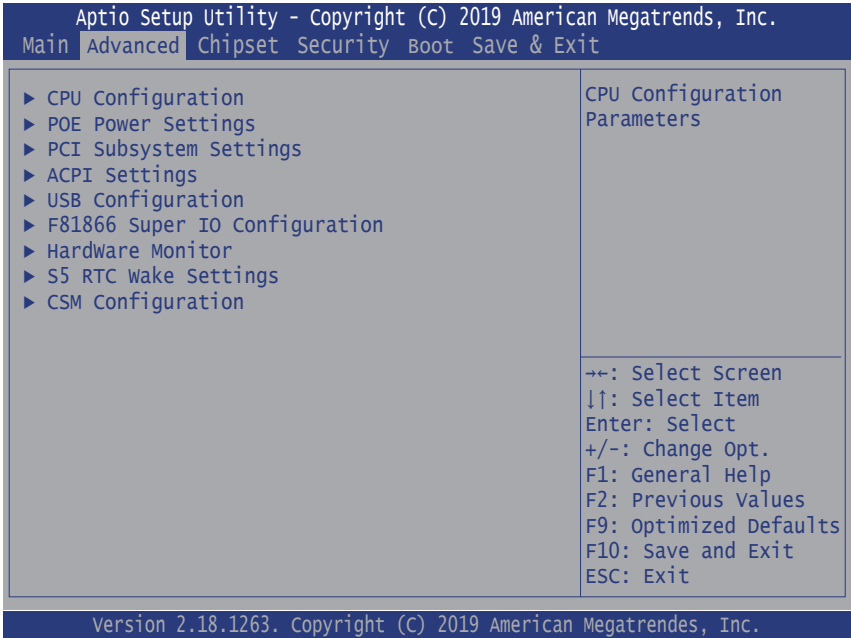 Aptio Setup Utility - Copyright (C) 2019 American Megatrends, Inc.
Main Advanced Chipset Security Boot Save & Exit
▶ CPU Configuration
▶ POE Power Settings
▶ PCI Subsystem Settings
▶ ACPI Settings
▶ USB Configuration
▶ F81866 Super IO Configuration
▶ HardWare Monitor
▶ S5 RTC Wake Settings
▶ CSM Configuration
CPU Configuration
Parameters
→←: Select Screen
↓↑: Select Item
Enter: Select
+/-: Change Opt.
F1: General Help
F2: Previous Values
F9: Optimized Defaults
F10: Save and Exit
ESC: Exit
Version 2.18.1263. Copyright (C) 2019 American Megatrendes, Inc.